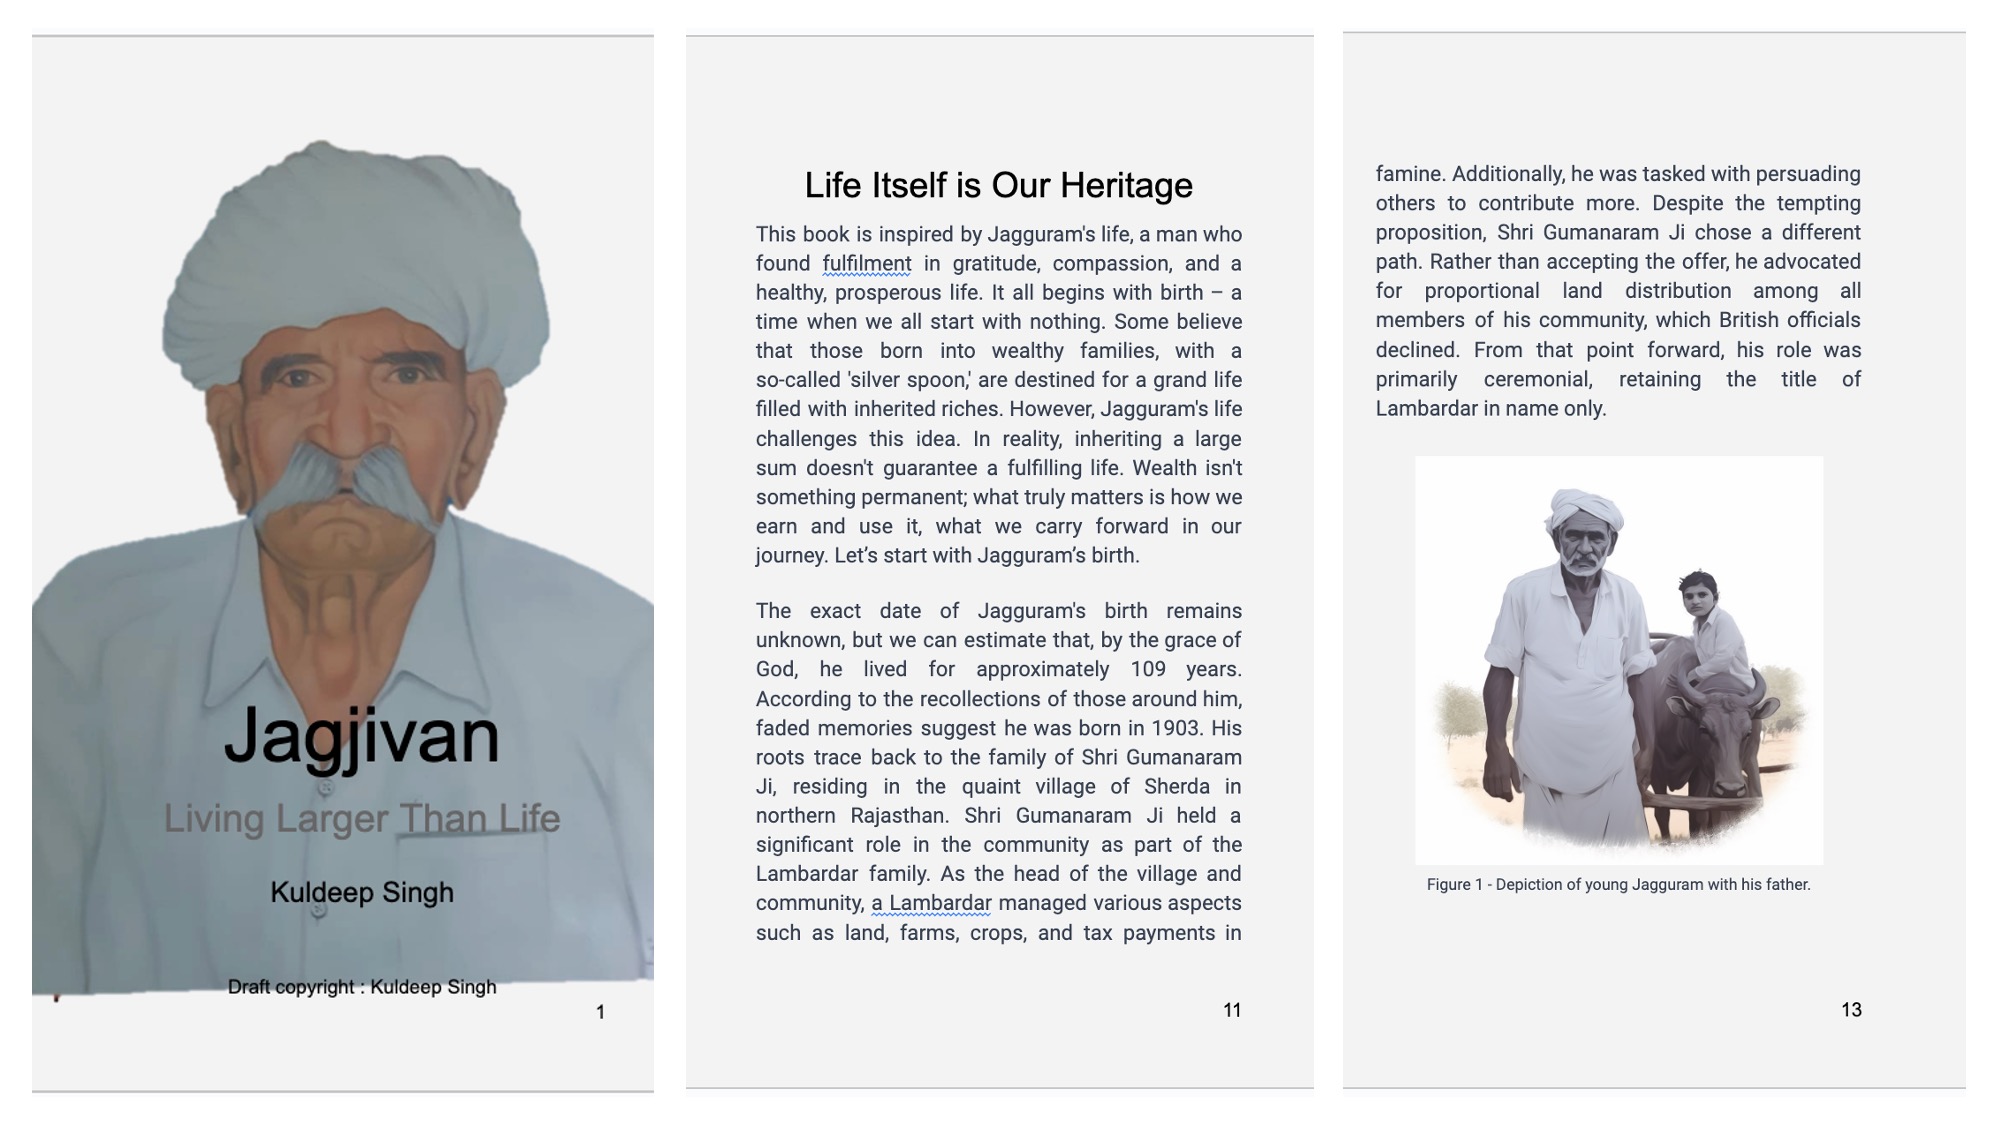 Jagjivan
Living Larger Than Life
Kuldeep Singh
Draft copyright : Kuldeep Singh
1
Life Itself is Our Heritage
This book is inspired by Jagguram's life, a man who
found fulfilment in gratitude, compassion, and a
healthy, prosperous life. It all begins with birth – a
time when we all start with nothing. Some believe
that those born into wealthy families, with a
so-called 'silver spoon,' are destined for a grand life
filled with inherited riches. However, Jagguram's life
challenges this idea. In reality, inheriting a large
sum doesn't guarantee a fulfilling life. Wealth isn't
something permanent; what truly matters is how we
earn and use it, what we carry forward in our
journey. Let’s start with Jagguram’s birth.
The exact date of Jagguram's birth remains
unknown, but we can estimate that, by the grace of
God, he lived for approximately 109 years.
According to the recollections of those around him,
faded memories suggest he was born in 1903. His
roots trace back to the family of Shri Gumanaram
Ji, residing in the quaint village of Sherda in
northern Rajasthan. Shri Gumanaram Ji held a
significant role in the community as part of the
Lambardar family. As the head of the village and
community, a Lambardar managed various aspects
such as land, farms, crops, and tax payments in
11
famine. Additionally, he was tasked with persuading
others to contribute more. Despite the tempting
proposition, Shri Gumanaram Ji chose a different
path. Rather than accepting the offer, he advocated
for proportional land distribution among all
members of his community, which British officials
declined. From that point forward, his role was
primarily ceremonial, retaining the title of
Lambardar in name only.
Figure 1 - Depiction of young Jagguram with his father.
13